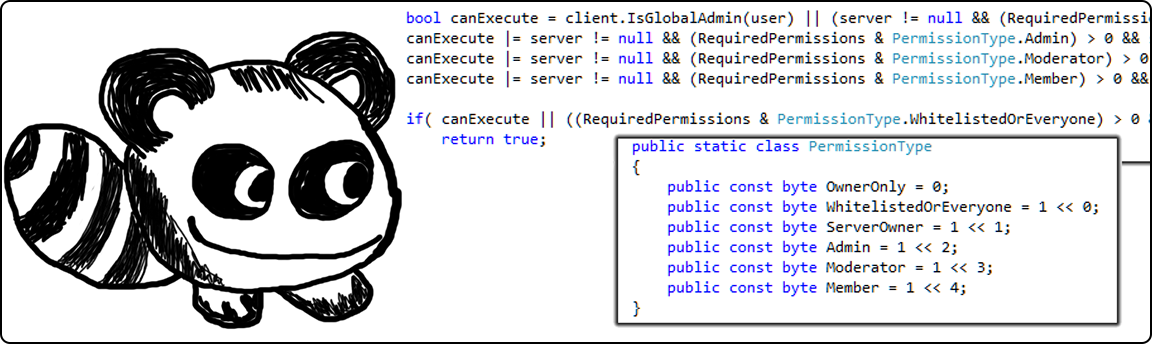 bool canExecute = client.IsGlobalAdmin(user) || (server != null && (RequiredPermissi
canExecute |= server != null && (RequiredPermissions & PermissionType.Admin) > 0 &&
canExecute |= server != null && (RequiredPermissions & PermissionType.Moderator) > 0
canExecute |= server != null && (RequiredPermissions & PermissionType.Member) > 0 &&
if( canExecute || ((RequiredPermissions & PermissionType.WhitelistedOrEveryone) > 0
return true;
public static class PermissionType
{
public const byte OwnerOnly = 0;
public const byte WhitelistedOrEveryone = 1 << 0;
public const byte ServerOwner = 1 << 1;
public const byte Admin = 1 << 2;
public const byte Moderator = 1 << 3;
public const byte Member = 1 << 4;
}